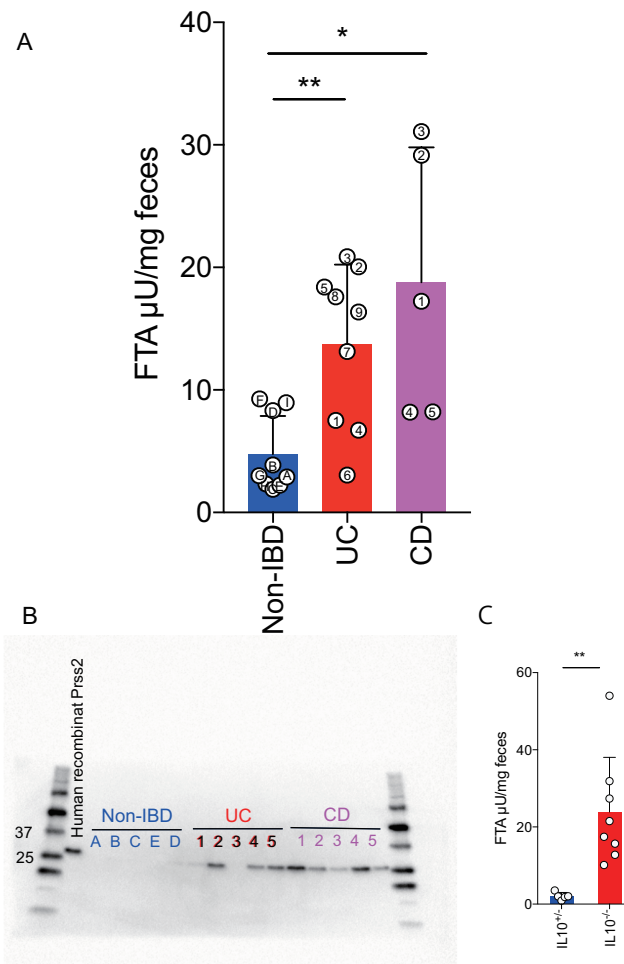 A
40
30
20
10
0
FTA µU/mg feces
*
**
3
2
1
4 5
3
2
5
8
9
7
1
4
6
F
D
I
B
G
A
E
Non-IBD
UC
CD
B
Human recombinat Prss2
Non-IBD
UC
CD
A B C E D
1 2 3 4 5
1 2 3 4 5
37
25
C
**
60
40
20
0
FTA µU/mg feces
IL10+/-
IL10-/-